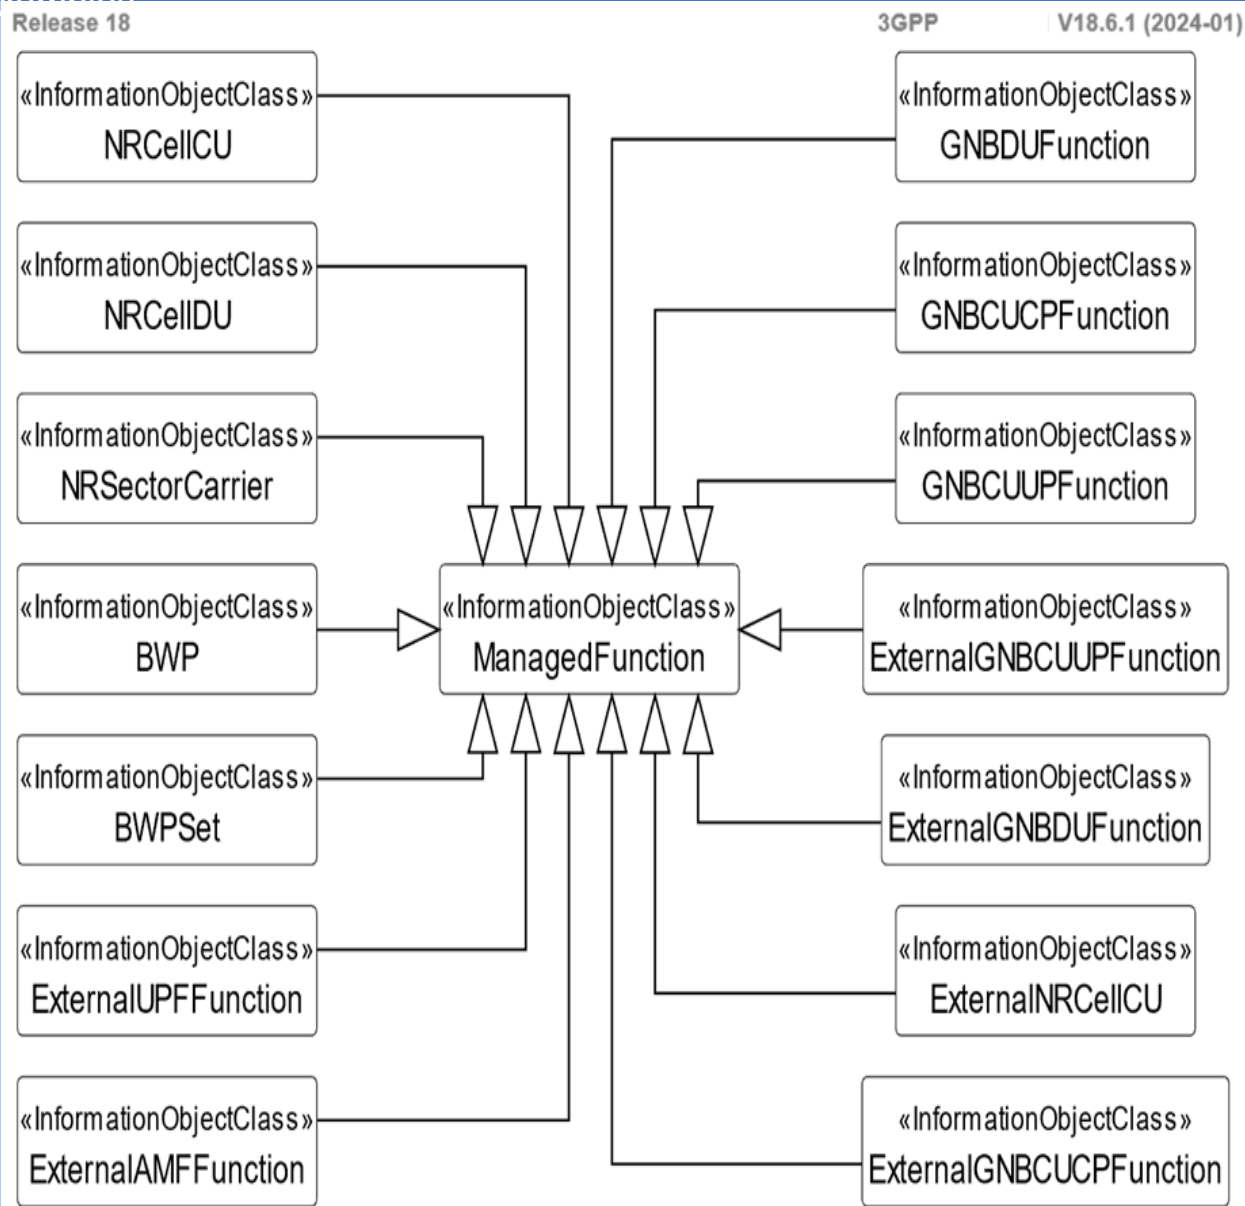 Release 18 3GPP V18.6.1 (2024-01)
«InformationObjectClass»
NRCellCU
«InformationObjectClass»
GNBDUFunction
«InformationObjectClass»
NRCellDU
«InformationObjectClass»
GNBCUCPFunction
«InformationObjectClass»
NRSectorCarrier
«InformationObjectClass»
GNBCUUPFunction
«InformationObjectClass»
BWP
«InformationObjectClass»
ManagedFunction
«InformationObjectClass»
ExternalGNBCUUPFunction
«InformationObjectClass»
BWPSet
«InformationObjectClass»
ExternalGNBDUFunction
«InformationObjectClass»
ExternalUPFFunction
«InformationObjectClass»
ExternalNRCellCU
«InformationObjectClass»
ExternalAMFFunction
«InformationObjectClass»
ExternalGNBCUCPFunction